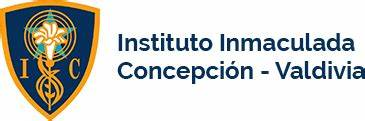 I C
Instituto Inmaculada
Concepción - Valdivia